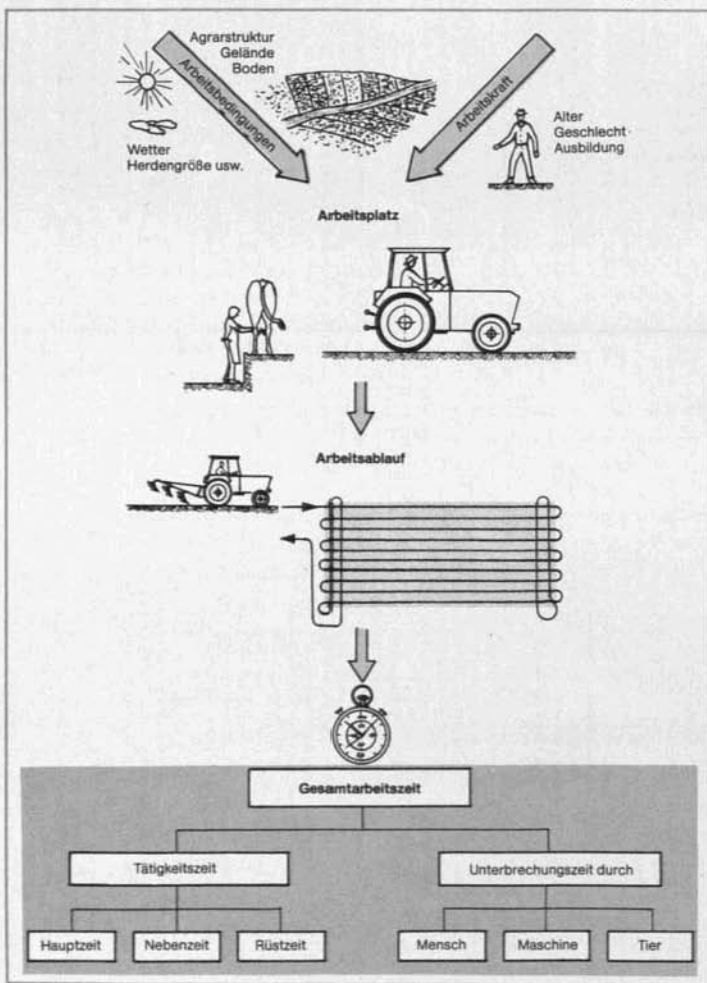 Agrarstruktur
Gelände
Boden
Arbeitsbedingungen
Wetter
Herdengröße usw.
Arbeitskraft
Alter
Geschlecht
Ausbildung
Arbeitsplatz
Arbeitsablauf
Gesamtarbeitszeit
Tätigkeitszeit
Unterbrechungszeit durch
Hauptzeit
Nebenzeit
Rüstzeit
Mensch
Maschine
Tier